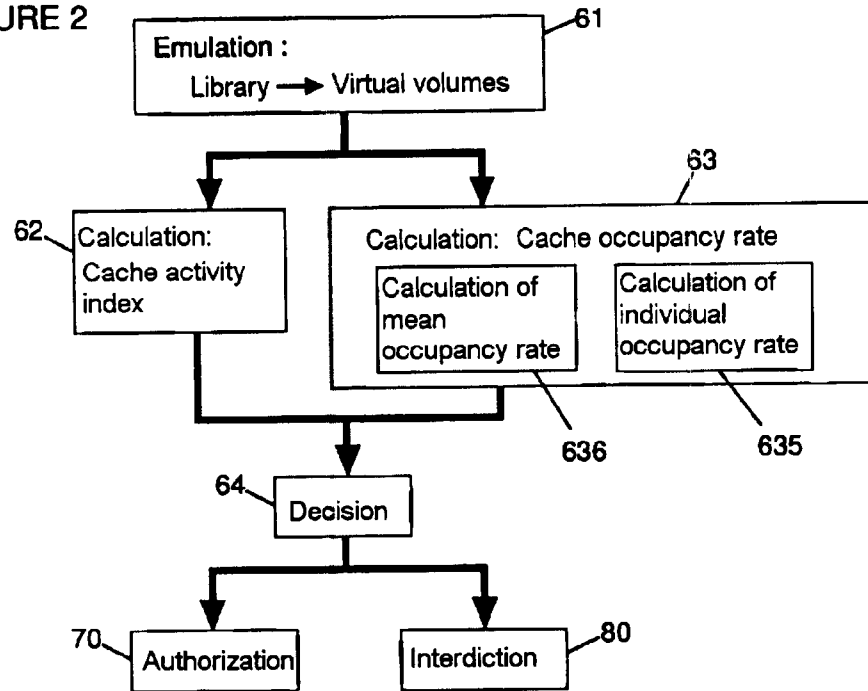 URE 2
61
Emulation :
Library → Virtual volumes
63
62
Calculation:
Cache activity
index
Calculation: Cache occupancy rate
Calculation of
mean
occupancy rate
Calculation of
individual
occupancy rate
636
635
64
Decision
70
Authorization
Interdiction
80